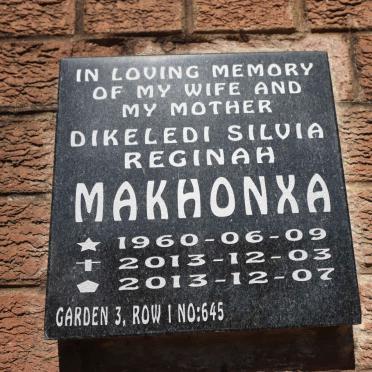 IN LOVING MEMORY
OF MY WIFE AND
MY MOTHER
DIKELEDI SILVIA
REGINAH
MAKHONXA
★ 1960-06-09
✝ 2013-12-03
⬟ 2013-12-07
GARDEN 3, ROW I NO:645